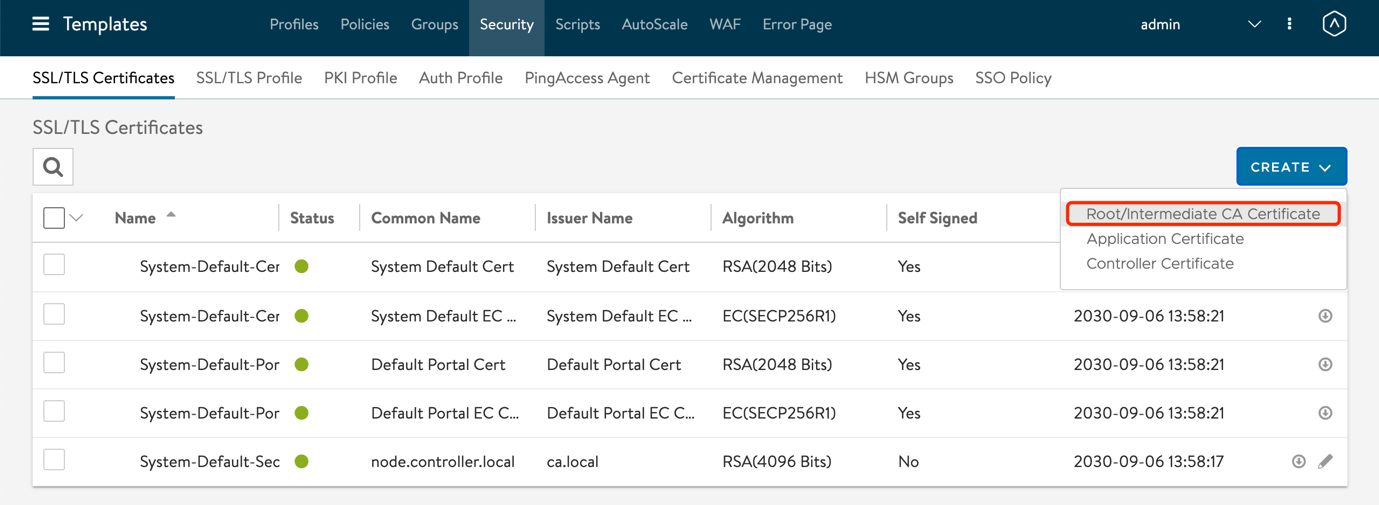 Templates Profiles Policies Groups Security Scripts AutoScale WAF Error Page admin
SSL/TLS Certificates SSL/TLS Profile PKI Profile Auth Profile PingAccess Agent Certificate Management HSM Groups SSO Policy
SSL/TLS Certificates
CREATE
Name Status Common Name Issuer Name Algorithm Self Signed
Root/Intermediate CA Certificate
Application Certificate
Controller Certificate
System-Default-Cer System Default Cert System Default Cert RSA(2048 Bits) Yes
System-Default-Cer System Default EC ... System Default EC ... EC(SECP256R1) Yes 2030-09-06 13:58:21
System-Default-Por Default Portal Cert Default Portal Cert RSA(2048 Bits) Yes 2030-09-06 13:58:21
System-Default-Por Default Portal EC C... Default Portal EC C... EC(SECP256R1) Yes 2030-09-06 13:58:21
System-Default-Sec node.controller.local ca.local RSA(4096 Bits) No 2030-09-06 13:58:17